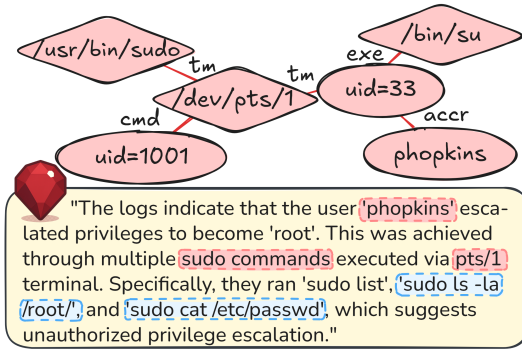 /usr/bin/sudo
/bin/su
tm
tm
exe
/dev/pts/1
uid=33
cmd
accr
uid=1001
phopkins
"The logs indicate that the user 'phopkins' esca-
lated privileges to become 'root'. This was achieved
through multiple sudo commands executed via pts/1
terminal. Specifically, they ran 'sudo list', 'sudo ls -la
/root/', and 'sudo cat /etc/passwd', which suggests
unauthorized privilege escalation."